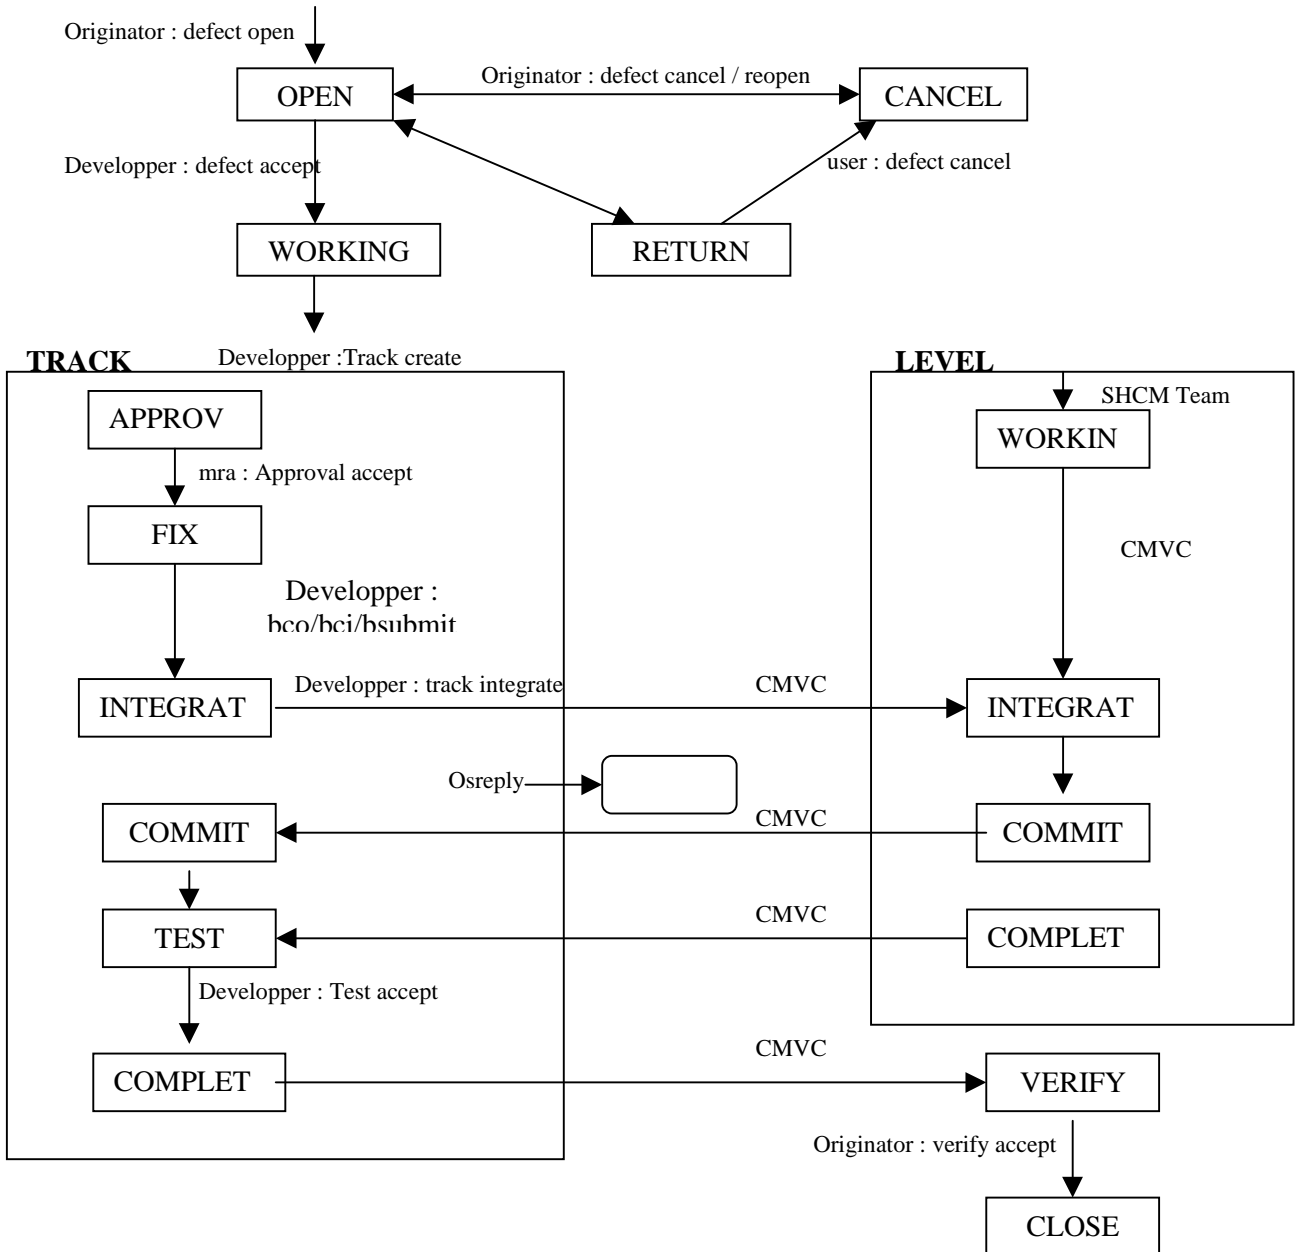 Originator : defect open
OPEN
Originator : defect cancel / reopen
CANCEL
Developper : defect accept
user : defect cancel
WORKING
RETURN
Developper :Track create
TRACK
LEVEL
APPROV
SHCM Team
WORKIN
mra : Approval accept
FIX
CMVC
Developper :
bco/bci/bsubmit
INTEGRAT
Developper : track integrate
CMVC
INTEGRAT
Osreply
COMMIT
CMVC
COMMIT
TEST
CMVC
COMPLET
Developper : Test accept
COMPLET
CMVC
VERIFY
Originator : verify accept
CLOSE